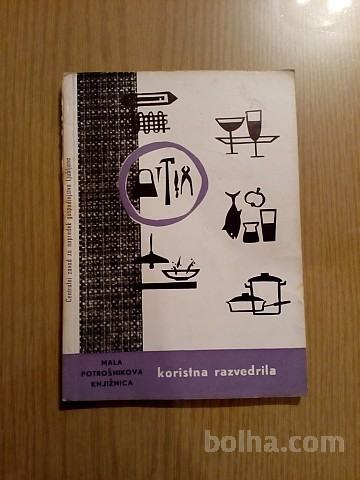 Centralni zavod za napredek gospodinjstva Ljubljana
MALA
POTROŠNIKOVA
KNJIŽNICA
koristna razvedrila
bolha.com